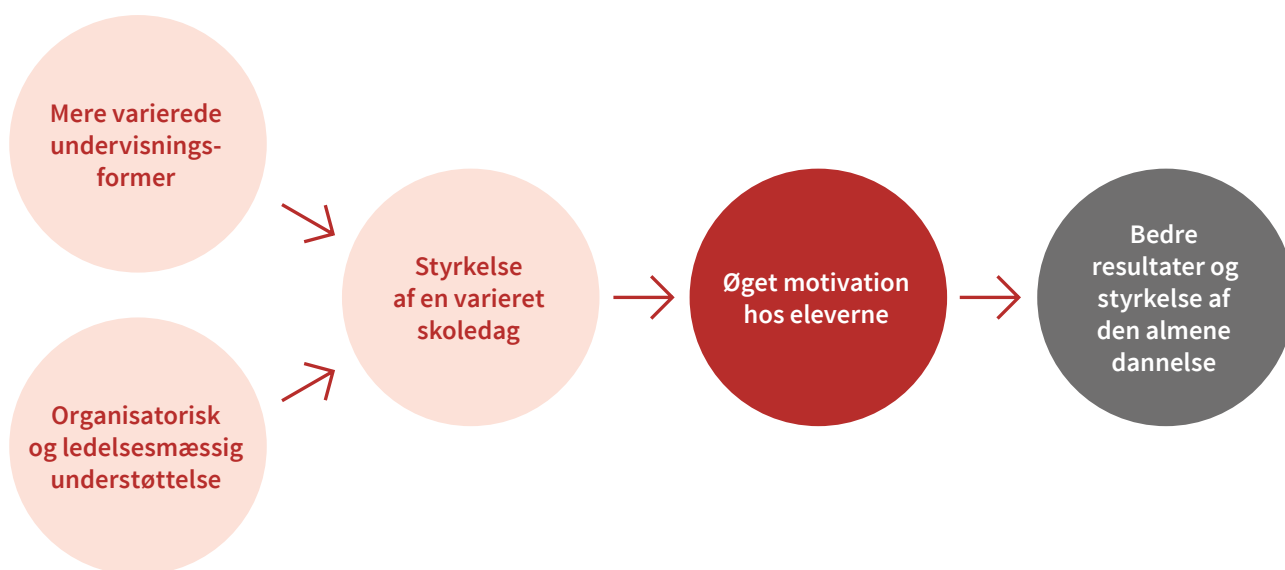 Mere varierede
undervisnings-
former
Organisatorisk
og ledelsesmæssig
understøttelse
Styrkelse
af en varieret
skoledag
Øget motivation
hos eleverne
Bedre
resultater og
styrkelse af
den almene
dannelse